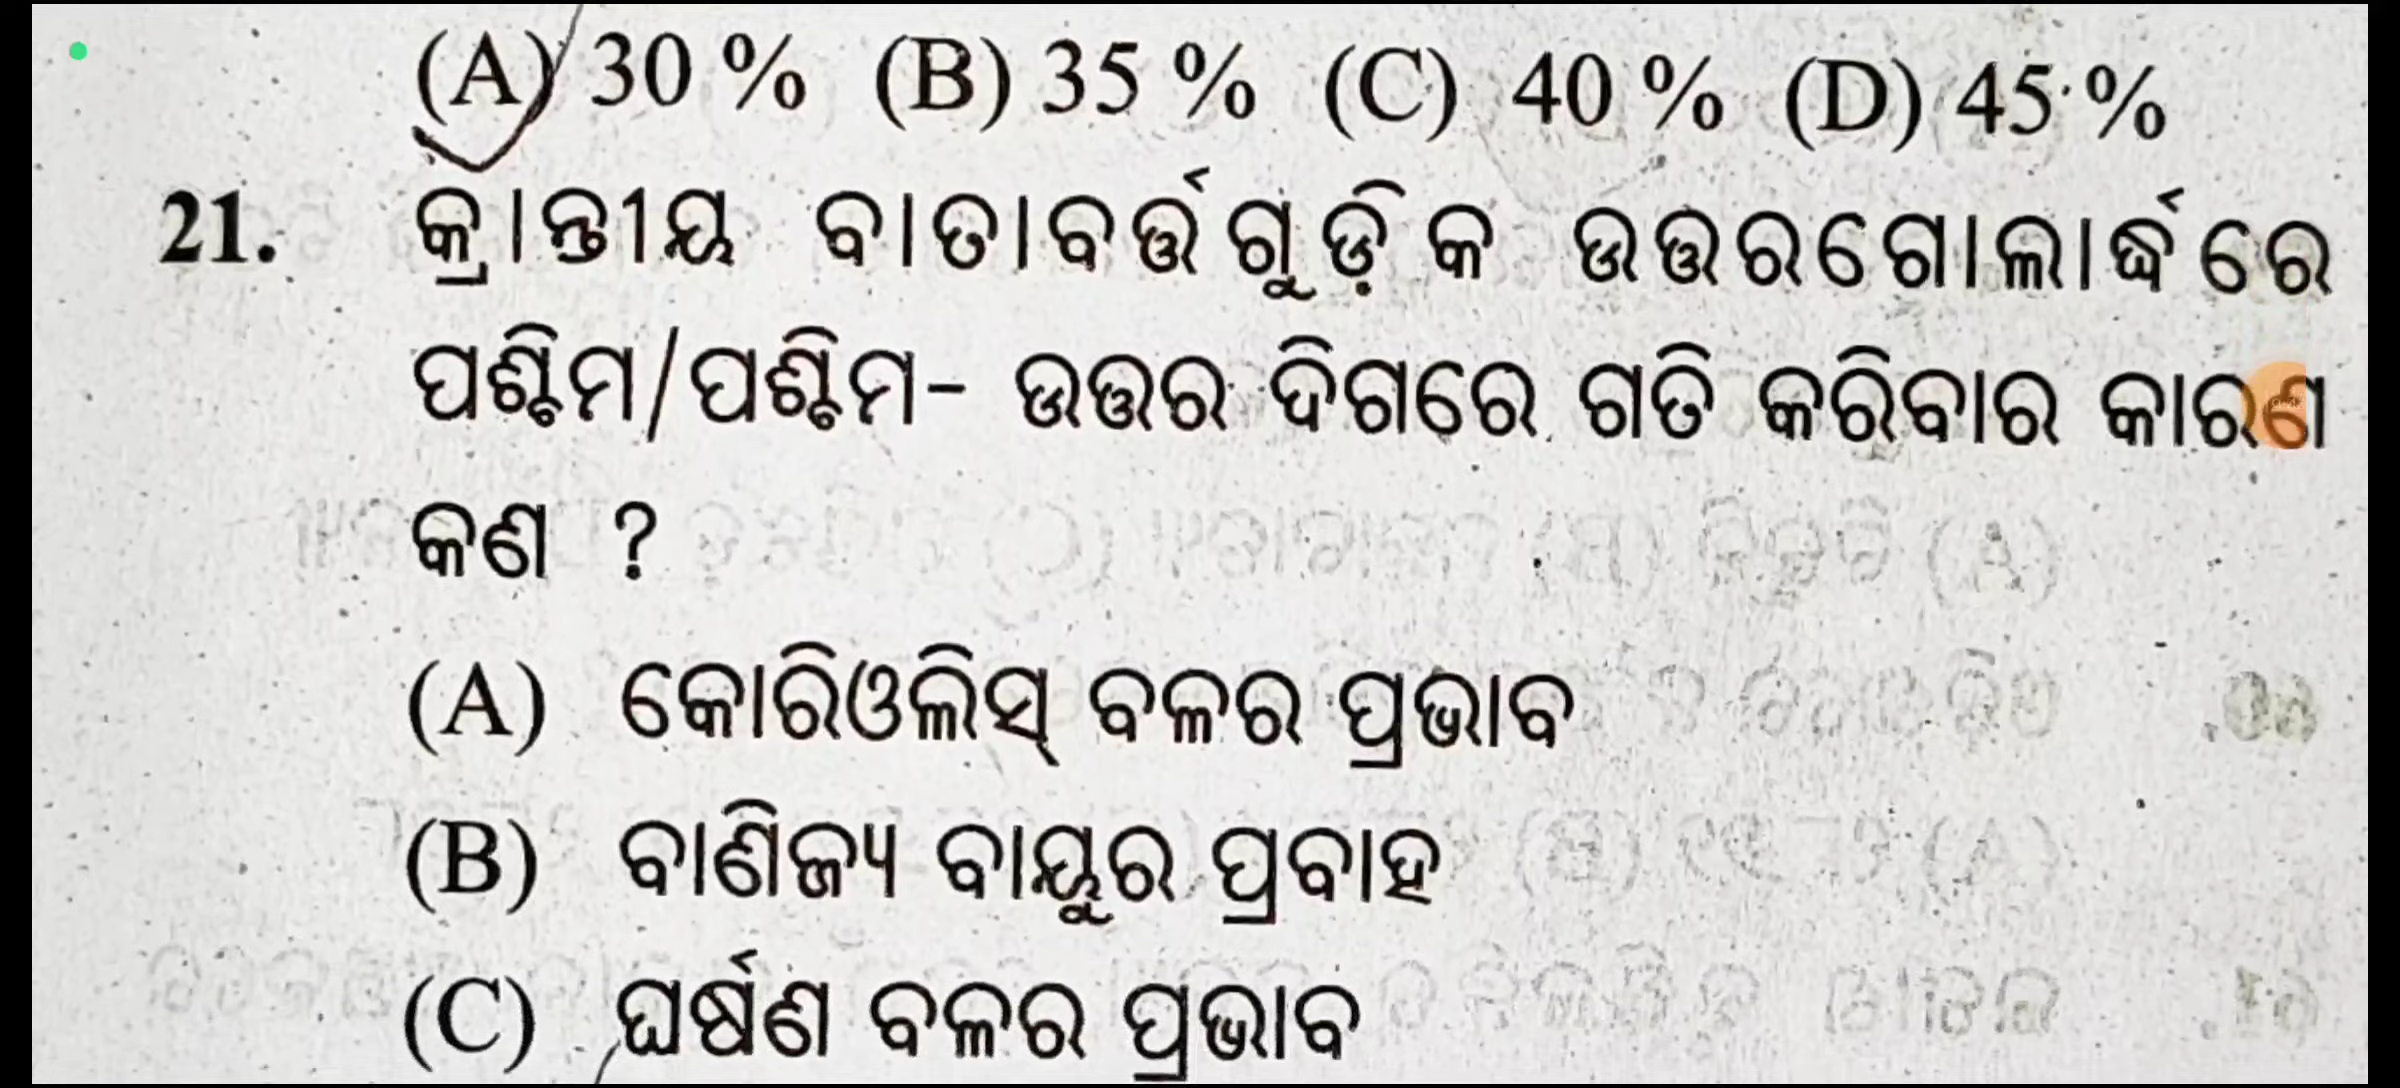 (A) 30 % (B) 35 % (C) 40 % (D) 45 %
21. କ୍ରାନ୍ତୀୟ ବାତାବର୍ତ୍ତଗୁଡ଼ିକ ଉତ୍ତରଗୋଲାର୍ଦ୍ଧରେ
ପଶ୍ଚିମ/ପଶ୍ଚିମ- ଉତ୍ତର ଦିଗରେ ଗତି କରିବାର କାରଣ
କଣ ?
(A) କୋରିଓଲିସ୍ ବଳର ପ୍ରଭାବ
(B) ବାଣିଜ୍ୟ ବାୟୁର ପ୍ରବାହ
(C) ଘର୍ଷଣ ବଳର ପ୍ରଭାବ